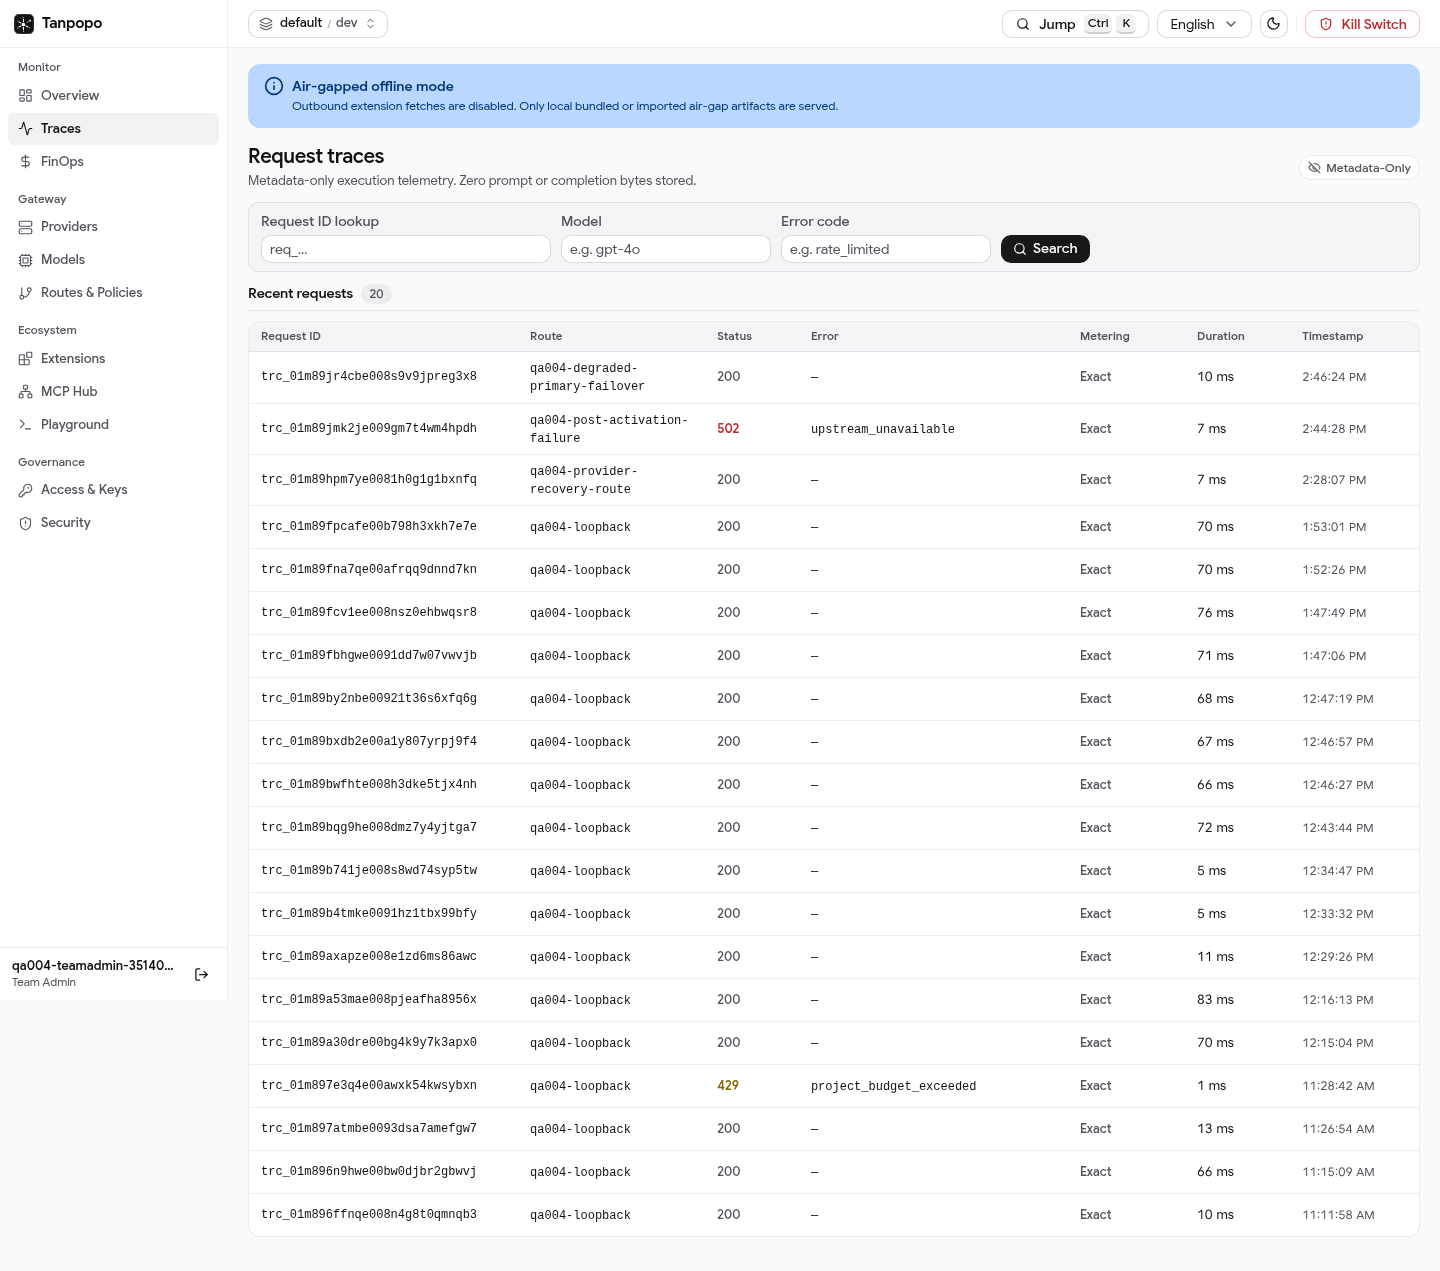 Tanpopo
default / dev
Jump Ctrl K
English
Kill Switch
Monitor
Overview
Traces
FinOps
Gateway
Providers
Models
Routes & Policies
Ecosystem
Extensions
MCP Hub
Playground
Governance
Access & Keys
Security
qa004-teamadmin-35140...
Team Admin
Air-gapped offline mode
Outbound extension fetches are disabled. Only local bundled or imported air-gap artifacts are served.
Request traces
Metadata-only execution telemetry. Zero prompt or completion bytes stored.
Metadata-Only
Request ID lookup Model Error code
req_... e.g. gpt-4o e.g. rate_limited Search
Recent requests 20
Request ID Route Status Error Metering Duration Timestamp
trc_01m89jr4cbe008s9v9jpreg3x8 qa004-degraded-primary-failover 200 — Exact 10 ms 2:46:24 PM
trc_01m89jmk2je009gm7t4wm4hpdh qa004-post-activation-failure 502 upstream_unavailable Exact 7 ms 2:44:28 PM
trc_01m89hpm7ye0081h0g1g1bxnfq qa004-provider-recovery-route 200 — Exact 7 ms 2:28:07 PM
trc_01m89fpcafe00b798h3xkh7e7e qa004-loopback 200 — Exact 70 ms 1:53:01 PM
trc_01m89fna7qe00afrqq9dnnd7kn qa004-loopback 200 — Exact 70 ms 1:52:26 PM
trc_01m89fcv1ee008nsz0ehbwqsr8 qa004-loopback 200 — Exact 76 ms 1:47:49 PM
trc_01m89fbhgwe0091dd7w07vwvjb qa004-loopback 200 — Exact 71 ms 1:47:06 PM
trc_01m89by2nbe00921t36s6xfq6g qa004-loopback 200 — Exact 68 ms 12:47:19 PM
trc_01m89bxdb2e00a1y807yrpj9f4 qa004-loopback 200 — Exact 67 ms 12:46:57 PM
trc_01m89bwfhte008h3dke5tjx4nh qa004-loopback 200 — Exact 66 ms 12:46:27 PM
trc_01m89bqg9he008dmz7y4yjtga7 qa004-loopback 200 — Exact 72 ms 12:43:44 PM
trc_01m89b741je008s8wd74syp5tw qa004-loopback 200 — Exact 5 ms 12:34:47 PM
trc_01m89b4tmke0091hz1tbx99bfy qa004-loopback 200 — Exact 5 ms 12:33:32 PM
trc_01m89axapze008e1zd6ms86awc qa004-loopback 200 — Exact 11 ms 12:29:26 PM
trc_01m89a53mae008pjeafha8956x qa004-loopback 200 — Exact 83 ms 12:16:13 PM
trc_01m89a30dre00bg4k9y7k3apx0 qa004-loopback 200 — Exact 70 ms 12:15:04 PM
trc_01m897e3q4e00awxk54kwsybxn qa004-loopback 429 project_budget_exceeded Exact 1 ms 11:28:42 AM
trc_01m897atmbe0093dsa7amefgw7 qa004-loopback 200 — Exact 13 ms 11:26:54 AM
trc_01m896n9hwe00bw0djbr2gbwvj qa004-loopback 200 — Exact 66 ms 11:15:09 AM
trc_01m896ffnqe008n4g8t0qmnqb3 qa004-loopback 200 — Exact 10 ms 11:11:58 AM